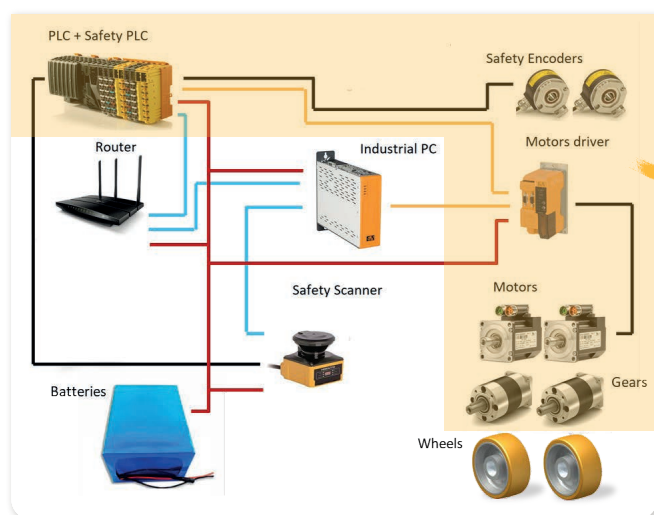 PLC + Safety PLC
Safety Encoders
Router
Industrial PC
Motors driver
Safety Scanner
Motors
Batteries
Gears
Wheels